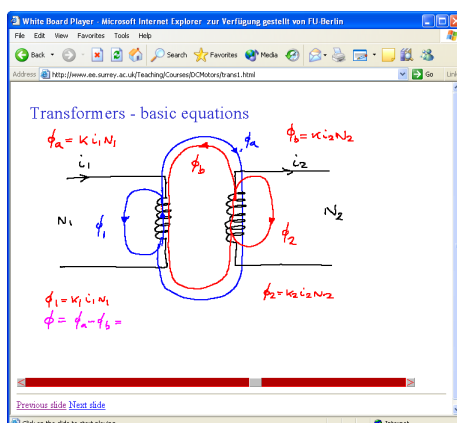 White Board Player - Microsoft Internet Explorer zur Verfügung gestellt von FU-Berlin
File Edit View Favorites Tools Help
Back Search Favorites Media
Address http://www.ee.surrey.ac.uk/Teaching/Courses/DCMotors/trans1.html Go
Transformers - basic equations
ϕa = K i1 N1
ϕb = K i2 N2
i1
ϕb
ϕa
i2
N1
ϕ1
ϕ2
N2
ϕ1 = K1 i1 N1
ϕ2 = K2 i2 N2
ϕ = ϕa - ϕb =
Previous slide Next slide